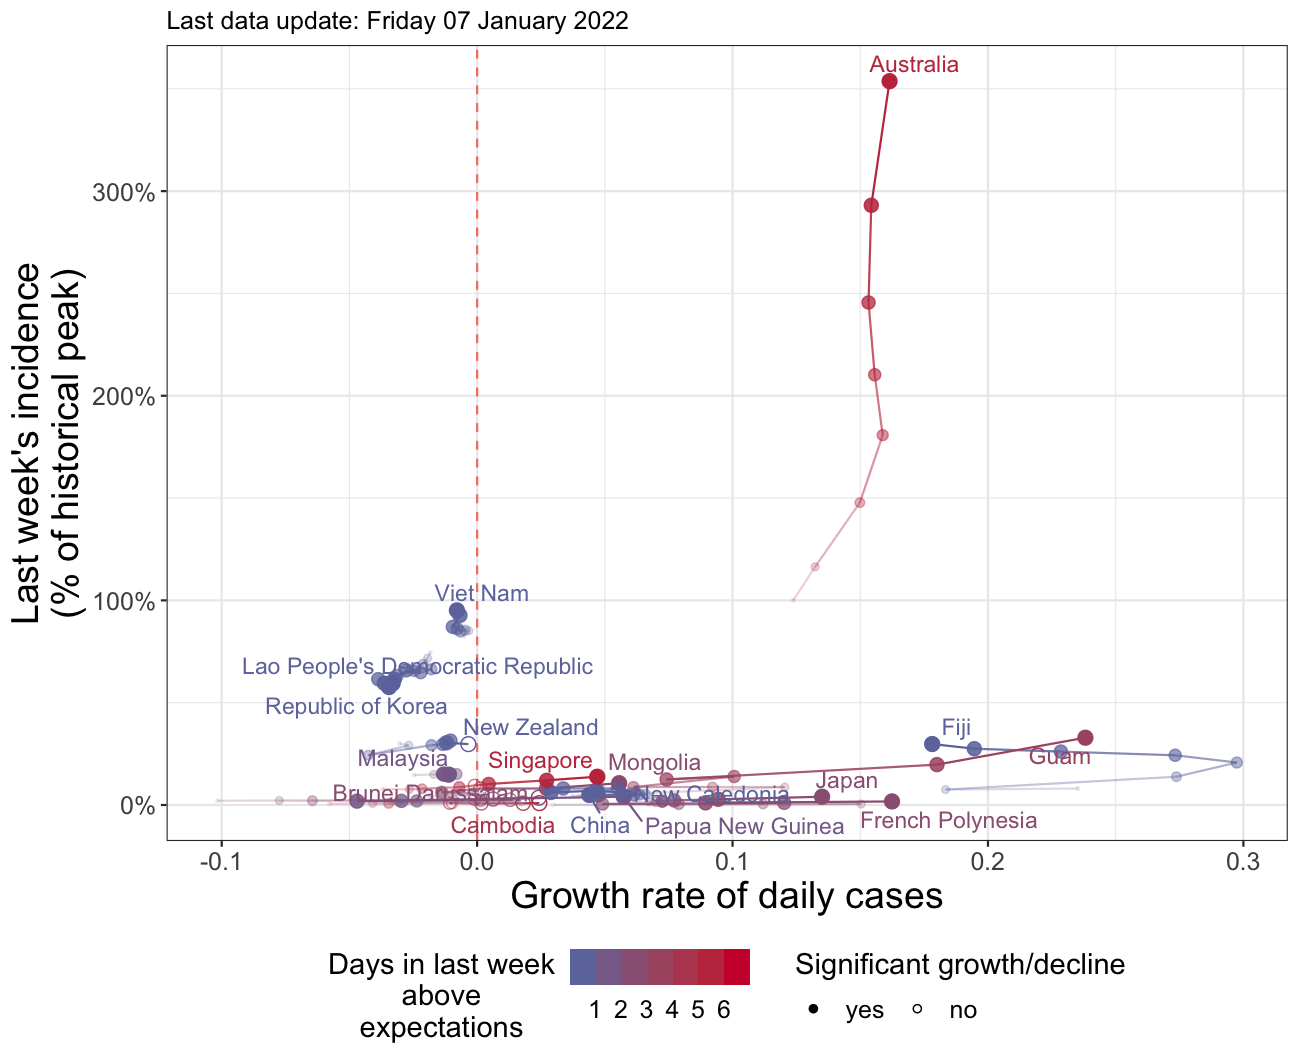 Last data update: Friday 07 January 2022
Last week's incidence
(% of historical peak)
300%
200%
100%
0%
Australia
Viet Nam
Lao People's Democratic Republic
Republic of Korea
New Zealand
Fiji
Malaysia
Singapore
Mongolia
Guam
Japan
Brunei Darussalam
New Caledonia
Cambodia
China
Papua New Guinea
French Polynesia
-0.1
0.0
0.1
0.2
0.3
Growth rate of daily cases
Days in last week
above
expectations
1 2 3 4 5 6
Significant growth/decline
yes
no